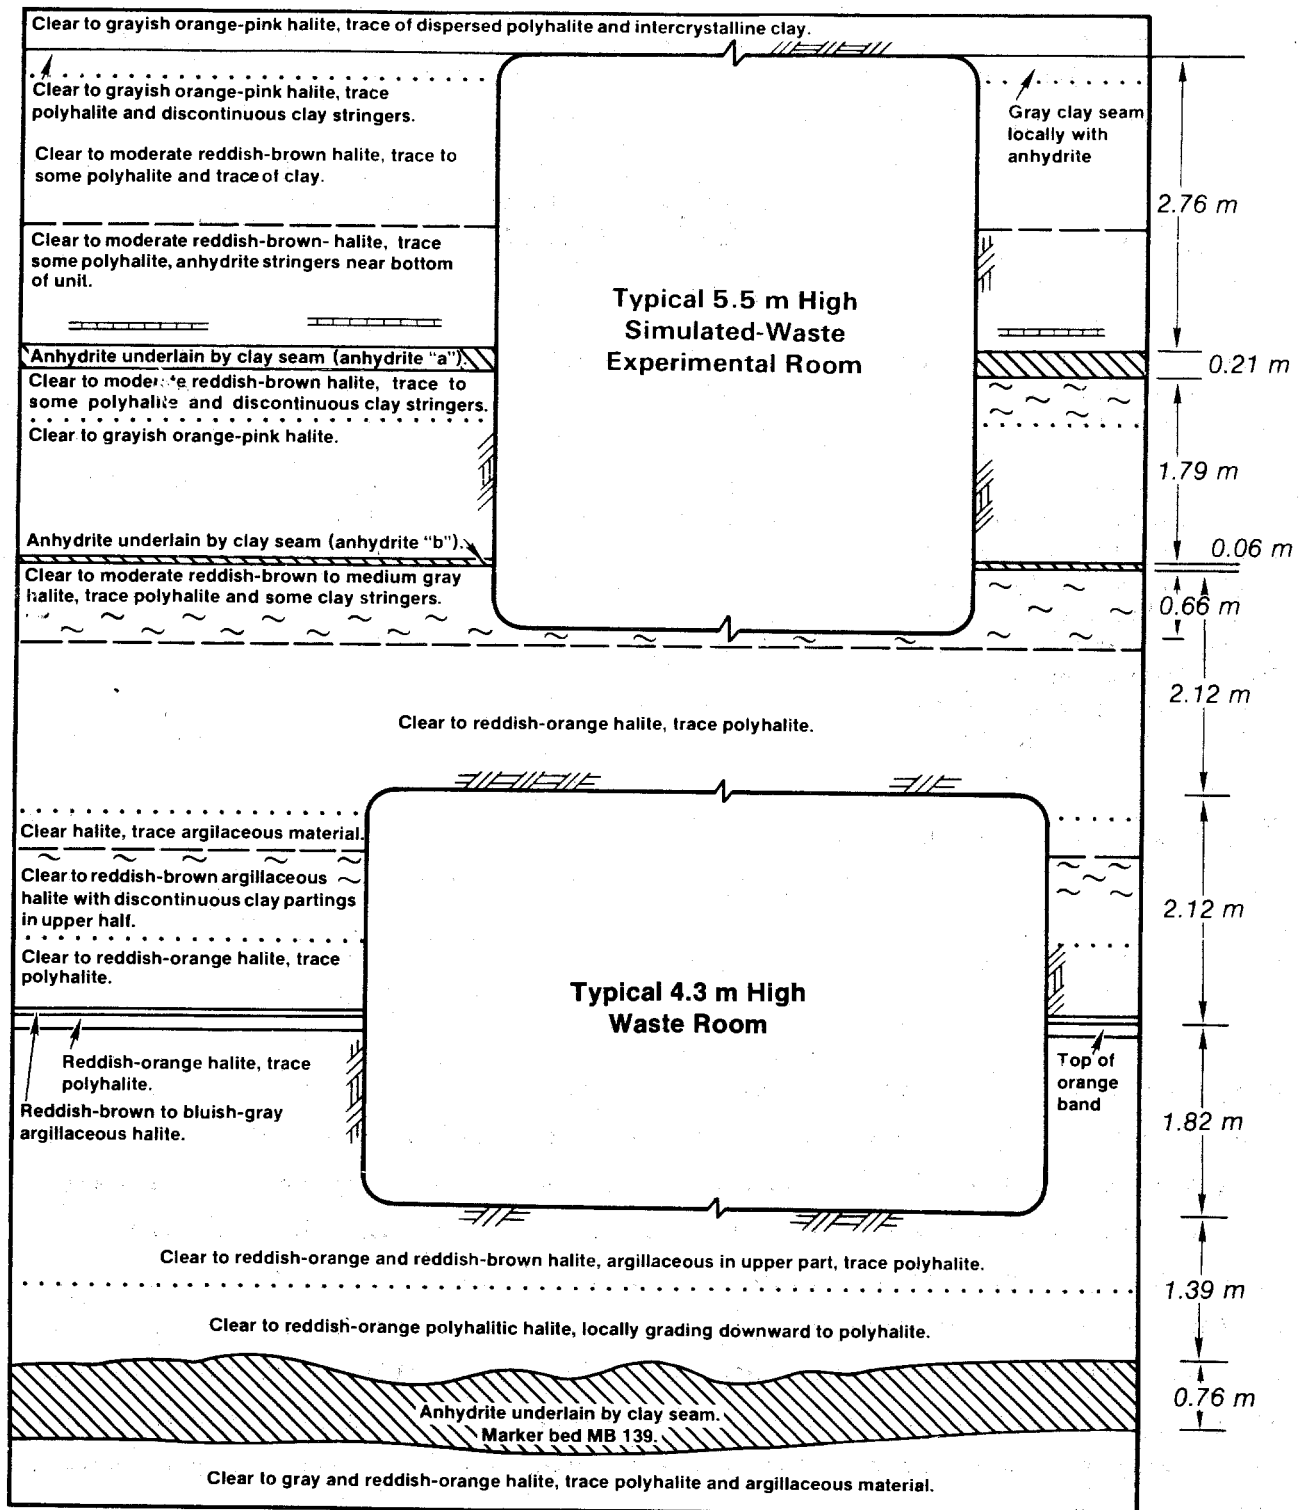 Clear to grayish orange-pink halite, trace of dispersed polyhalite and intercrystalline clay.
Clear to grayish orange-pink halite, trace
polyhalite and discontinuous clay stringers.
Gray clay seam
locally with
anhydrite
Clear to moderate reddish-brown halite, trace to
some polyhalite and trace of clay.
2.76 m
Clear to moderate reddish-brown- halite, trace
some polyhalite, anhydrite stringers near bottom
of unit.
Typical 5.5 m High
Simulated-Waste
Experimental Room
Anhydrite underlain by clay seam (anhydrite "a").
0.21 m
Clear to moderate reddish-brown halite, trace to
some polyhalite and discontinuous clay stringers.
Clear to grayish orange-pink halite.
1.79 m
Anhydrite underlain by clay seam (anhydrite "b").
0.06 m
Clear to moderate reddish-brown to medium gray
halite, trace polyhalite and some clay stringers.
0.66 m
2.12 m
Clear to reddish-orange halite, trace polyhalite.
Clear halite, trace argilaceous material.
Clear to reddish-brown argillaceous
halite with discontinuous clay partings
in upper half.
2.12 m
Clear to reddish-orange halite, trace
polyhalite.
Typical 4.3 m High
Waste Room
Reddish-orange halite, trace
polyhalite.
Top of
orange
band
Reddish-brown to bluish-gray
argillaceous halite.
1.82 m
Clear to reddish-orange and reddish-brown halite, argillaceous in upper part, trace polyhalite.
1.39 m
Clear to reddish-orange polyhalitic halite, locally grading downward to polyhalite.
0.76 m
Anhydrite underlain by clay seam.
Marker bed MB 139.
Clear to gray and reddish-orange halite, trace polyhalite and argillaceous material.